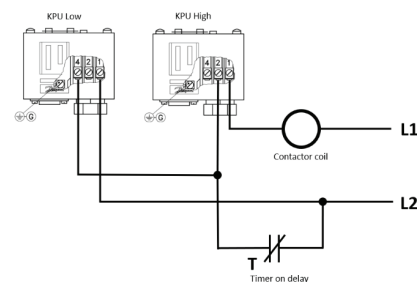 KPU Low
KPU High
4 2 1
4 2 1
G
G
L1
Contactor coil
L2
T
Timer on delay